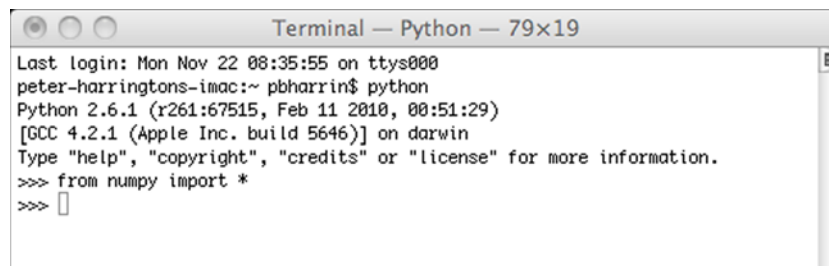 Terminal — Python — 79×19
Last login: Mon Nov 22 08:35:55 on ttys000
peter-harringtons-imac:~ pbharrin$ python
Python 2.6.1 (r261:67515, Feb 11 2010, 00:51:29)
[GCC 4.2.1 (Apple Inc. build 5646)] on darwin
Type "help", "copyright", "credits" or "license" for more information.
>>> from numpy import *
>>>